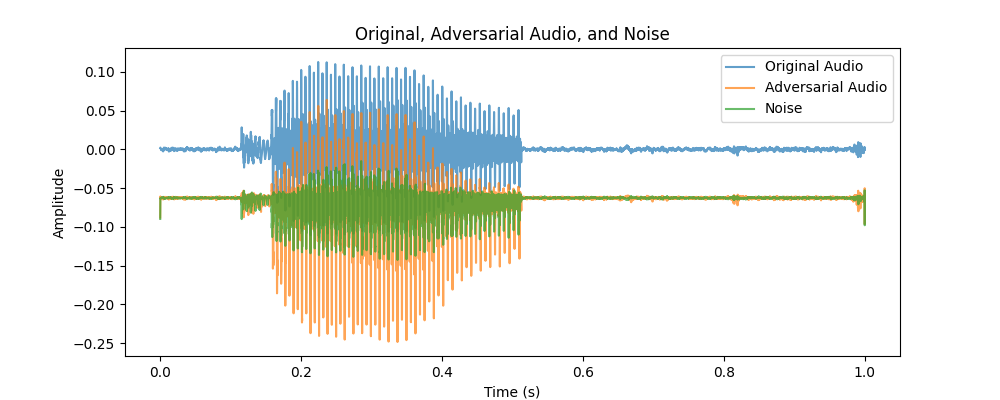 Original, Adversarial Audio, and Noise
Original Audio
Adversarial Audio
Noise
Amplitude
0.10
0.05
0.00
−0.05
−0.10
−0.15
−0.20
−0.25
0.0
0.2
0.4
0.6
0.8
1.0
Time (s)